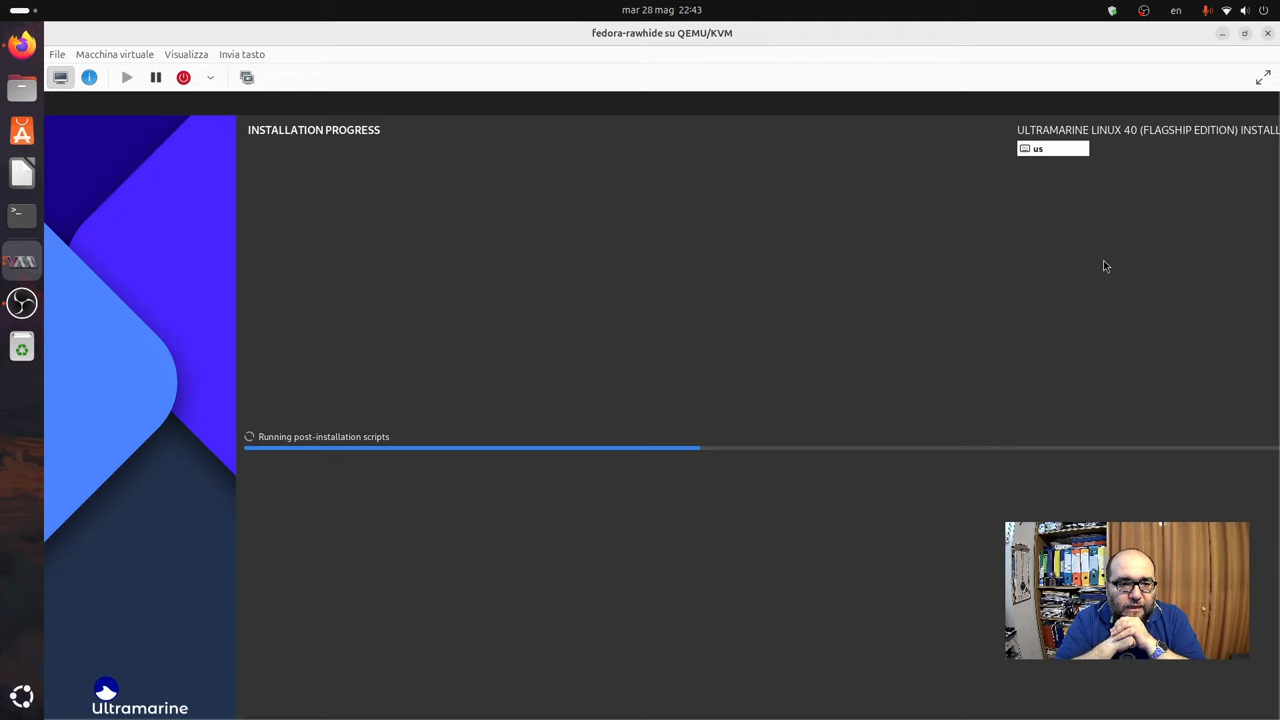 mar 28 mag 22:43
en
fedora-rawhide su QEMU/KVM
File Macchina virtuale Visualizza Invia tasto
INSTALLATION PROGRESS
ULTRAMARINE LINUX 40 (FLAGSHIP EDITION) INSTALL
us
Running post-installation scripts
Ultramarine